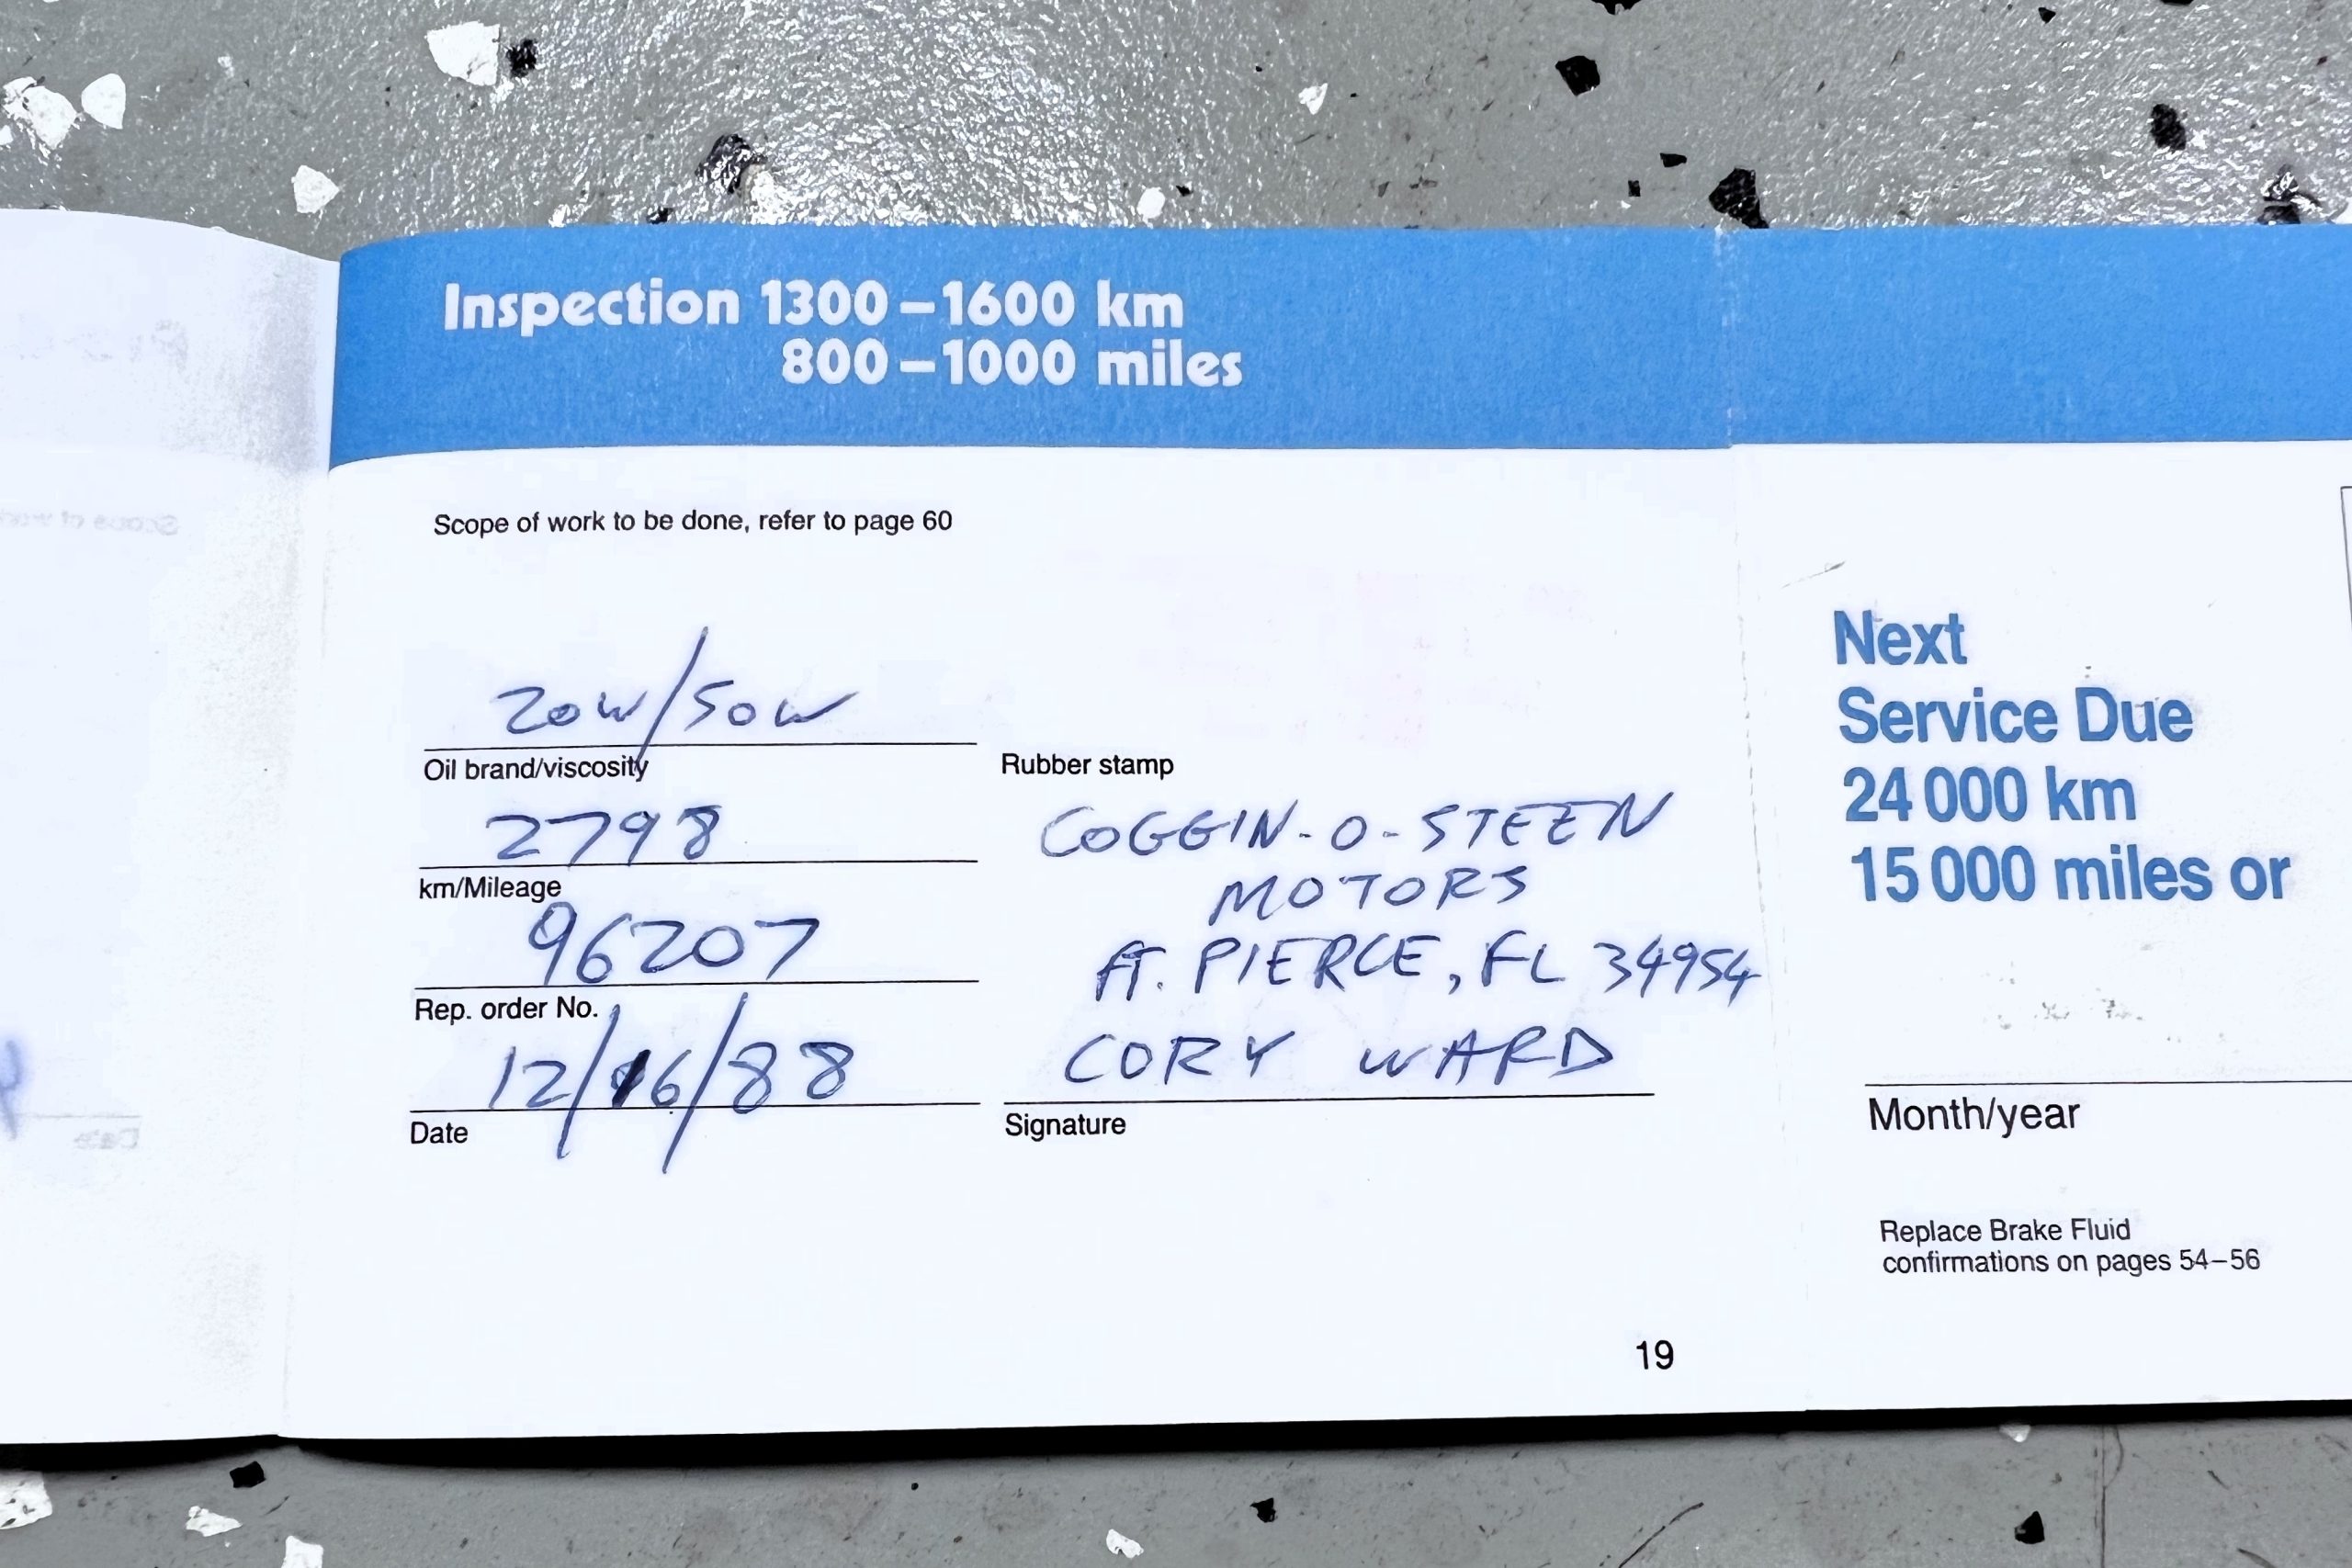 Inspection 1300–1600 km
800–1000 miles
Scope of work to be done, refer to page 60
20W/50W
Oil brand/viscosity
2798
km/Mileage
96207
Rep. order No.
12/16/88
Date
Rubber stamp
COGGIN-O-STEEN
MOTORS
FT. PIERCE, FL 34954
CORY WARD
Signature
19
Next
Service Due
24 000 km
15 000 miles or
Month/year
Replace Brake Fluid
confirmations on pages 54–56